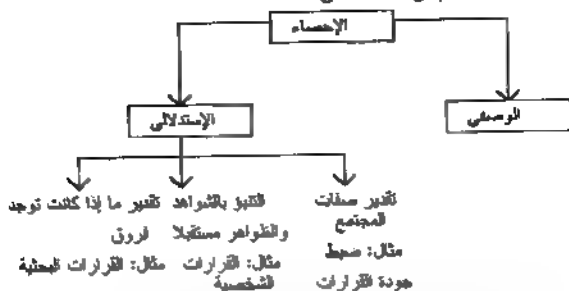 الإحصاء
الوصفي
الإستدلالي
تقدير صفات
المجتمع
مثال: ضبط
جودة القرارات
التنبؤ بالشواهد
والظواهر مستقبلا
مثال: القرارات
الشخصية
تقدير ما إذا كانت توجد
فروق
مثال: القرارات البحثية